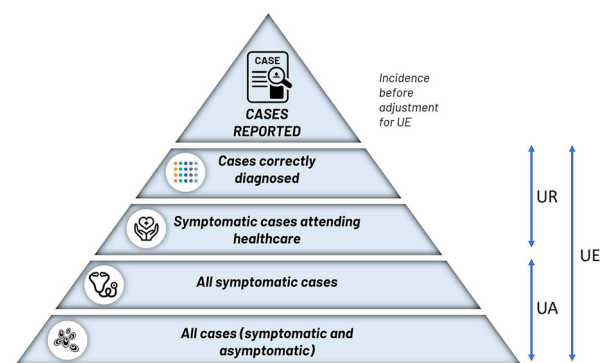 CASE
CASES
REPORTED
Incidence
before
adjustment
for UE
Cases correctly
diagnosed
Symptomatic cases attending
healthcare
All symptomatic cases
All cases (symptomatic and
asymptomatic)
UR
UE
UA